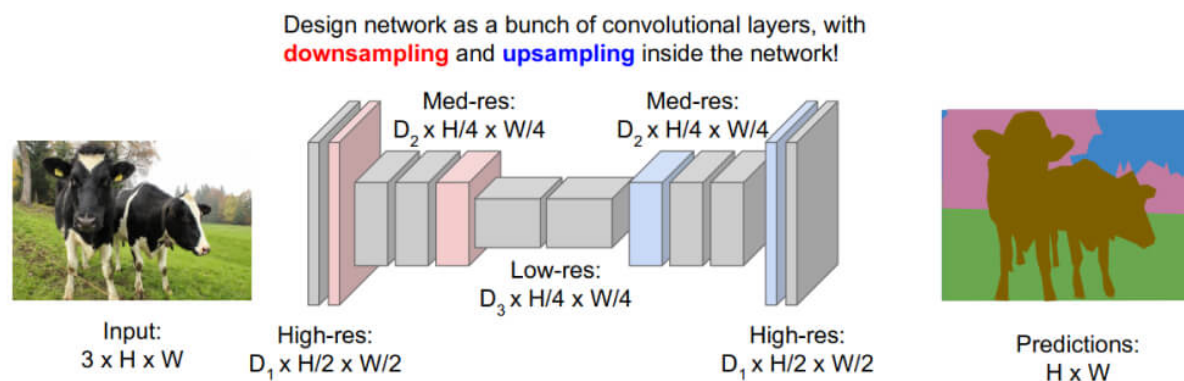 Design network as a bunch of convolutional layers, with
downsampling and upsampling inside the network!
Med-res:
D₂ x H/4 x W/4
Med-res:
D₂ x H/4 x W/4
Low-res:
D₃ x H/4 x W/4
Input:
3 x H x W
High-res:
D₁ x H/2 x W/2
High-res:
D₁ x H/2 x W/2
Predictions:
H x W